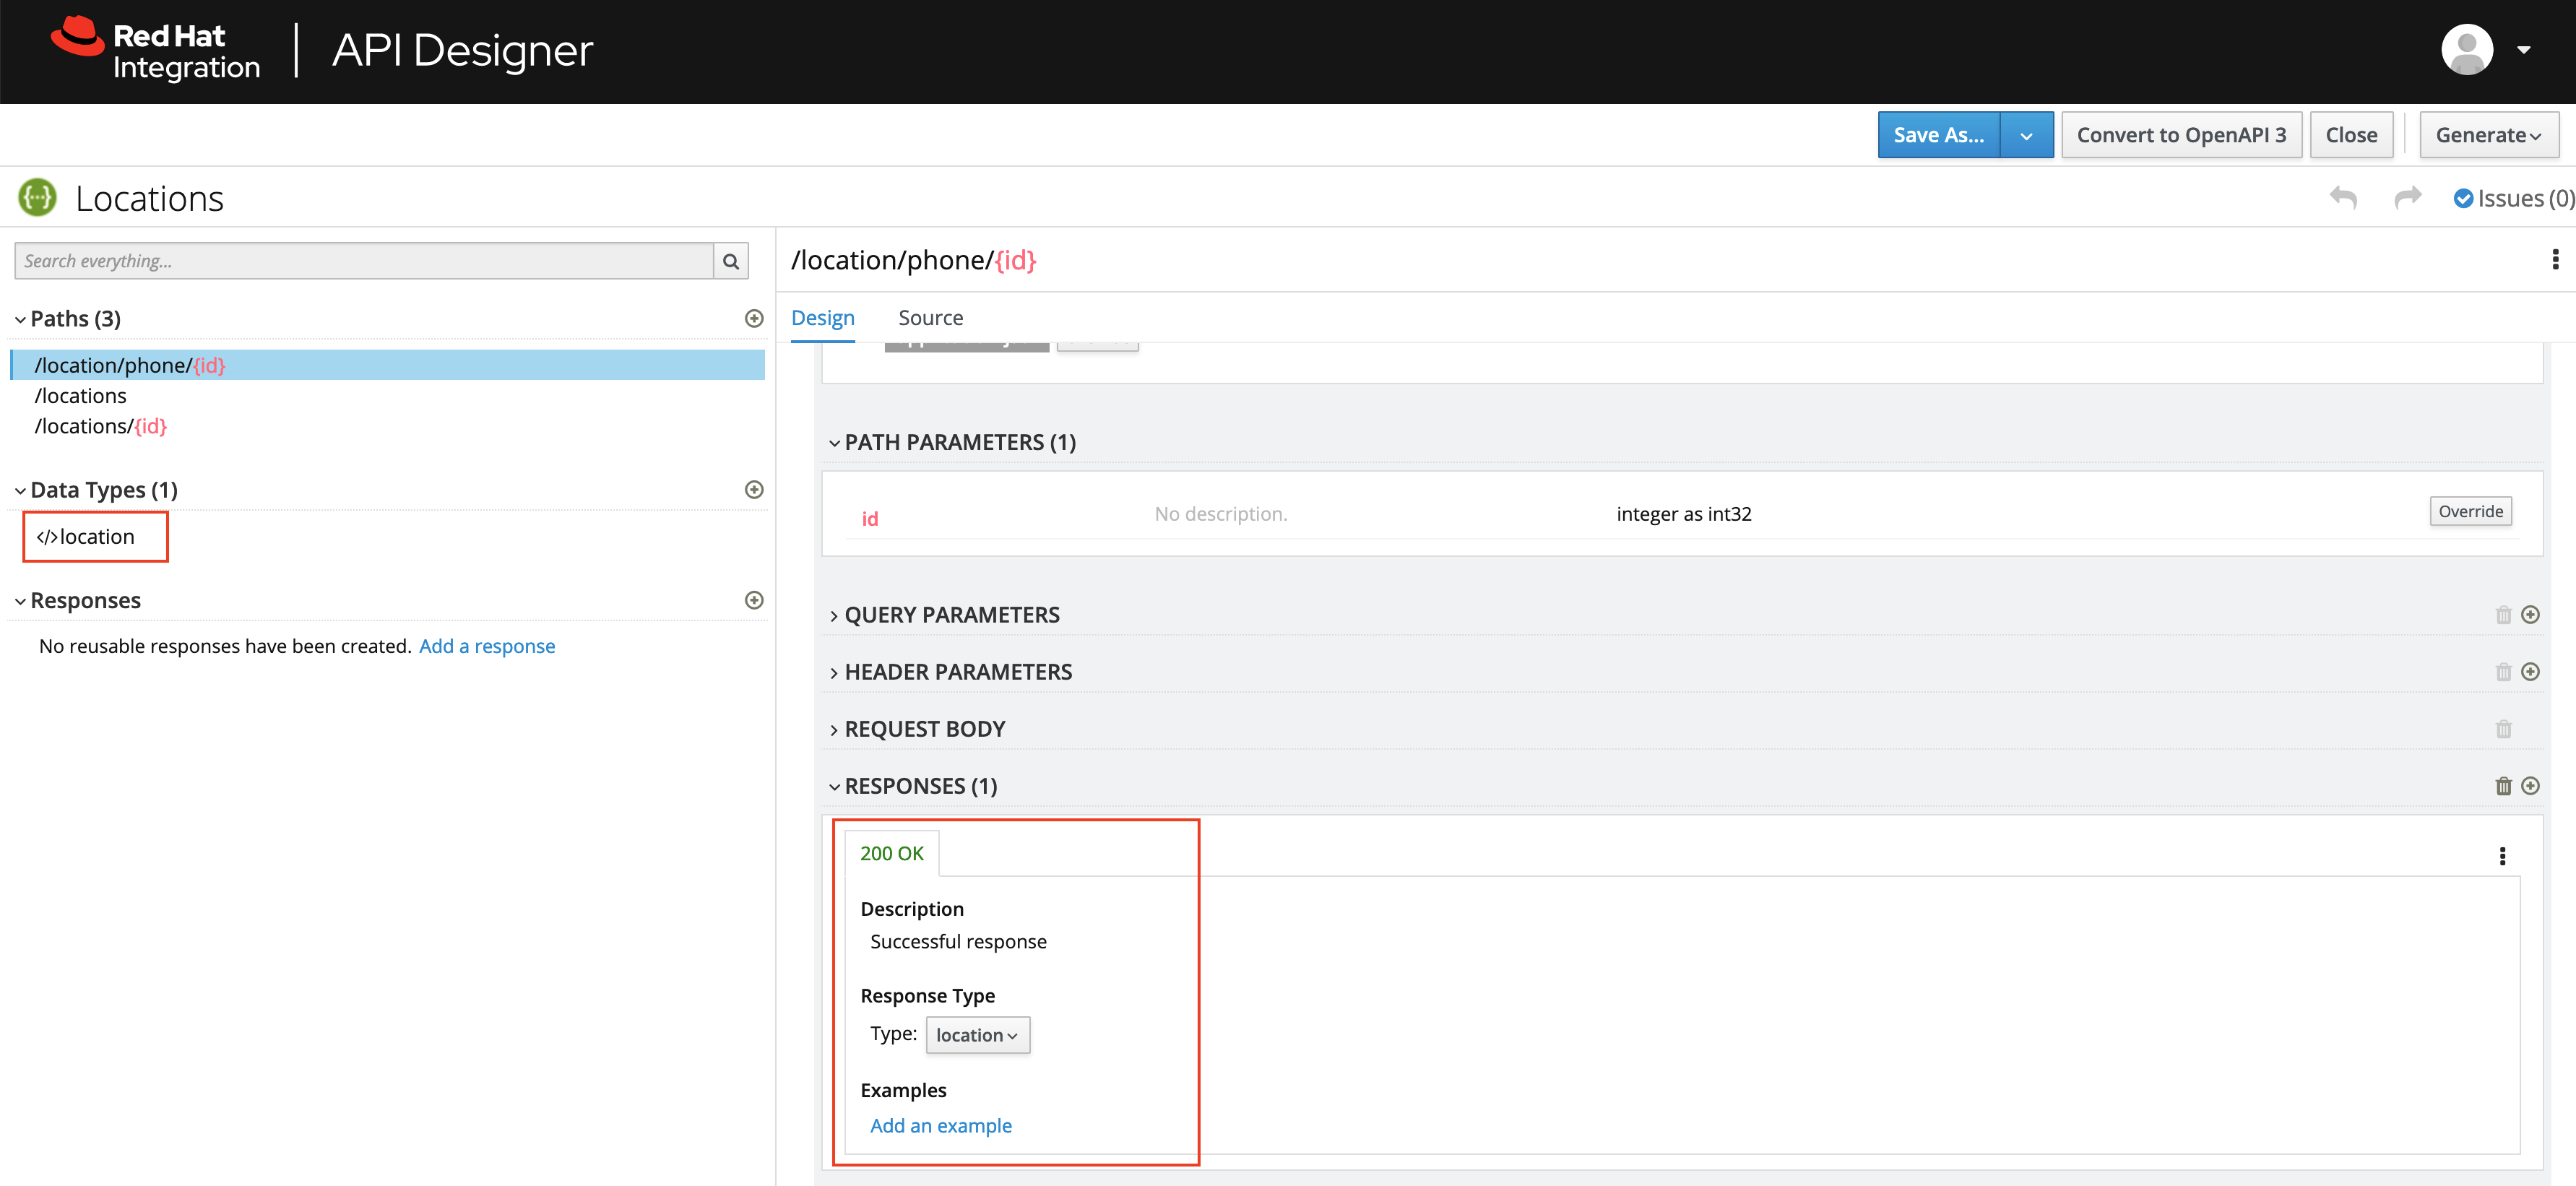 Red Hat
Integration
API Designer
Save As...
Convert to OpenAPI 3
Close
Generate
Locations
Issues (0)
Search everything...
/location/phone/{id}
Design
Source
Paths (3)
/location/phone/{id}
/locations
/locations/{id}
PATH PARAMETERS (1)
Data Types (1)
id
No description.
integer as int32
Override
</>location
Responses
No reusable responses have been created. Add a response
QUERY PARAMETERS
HEADER PARAMETERS
REQUEST BODY
RESPONSES (1)
200 OK
Description
Successful response
Response Type
Type: location
Examples
Add an example